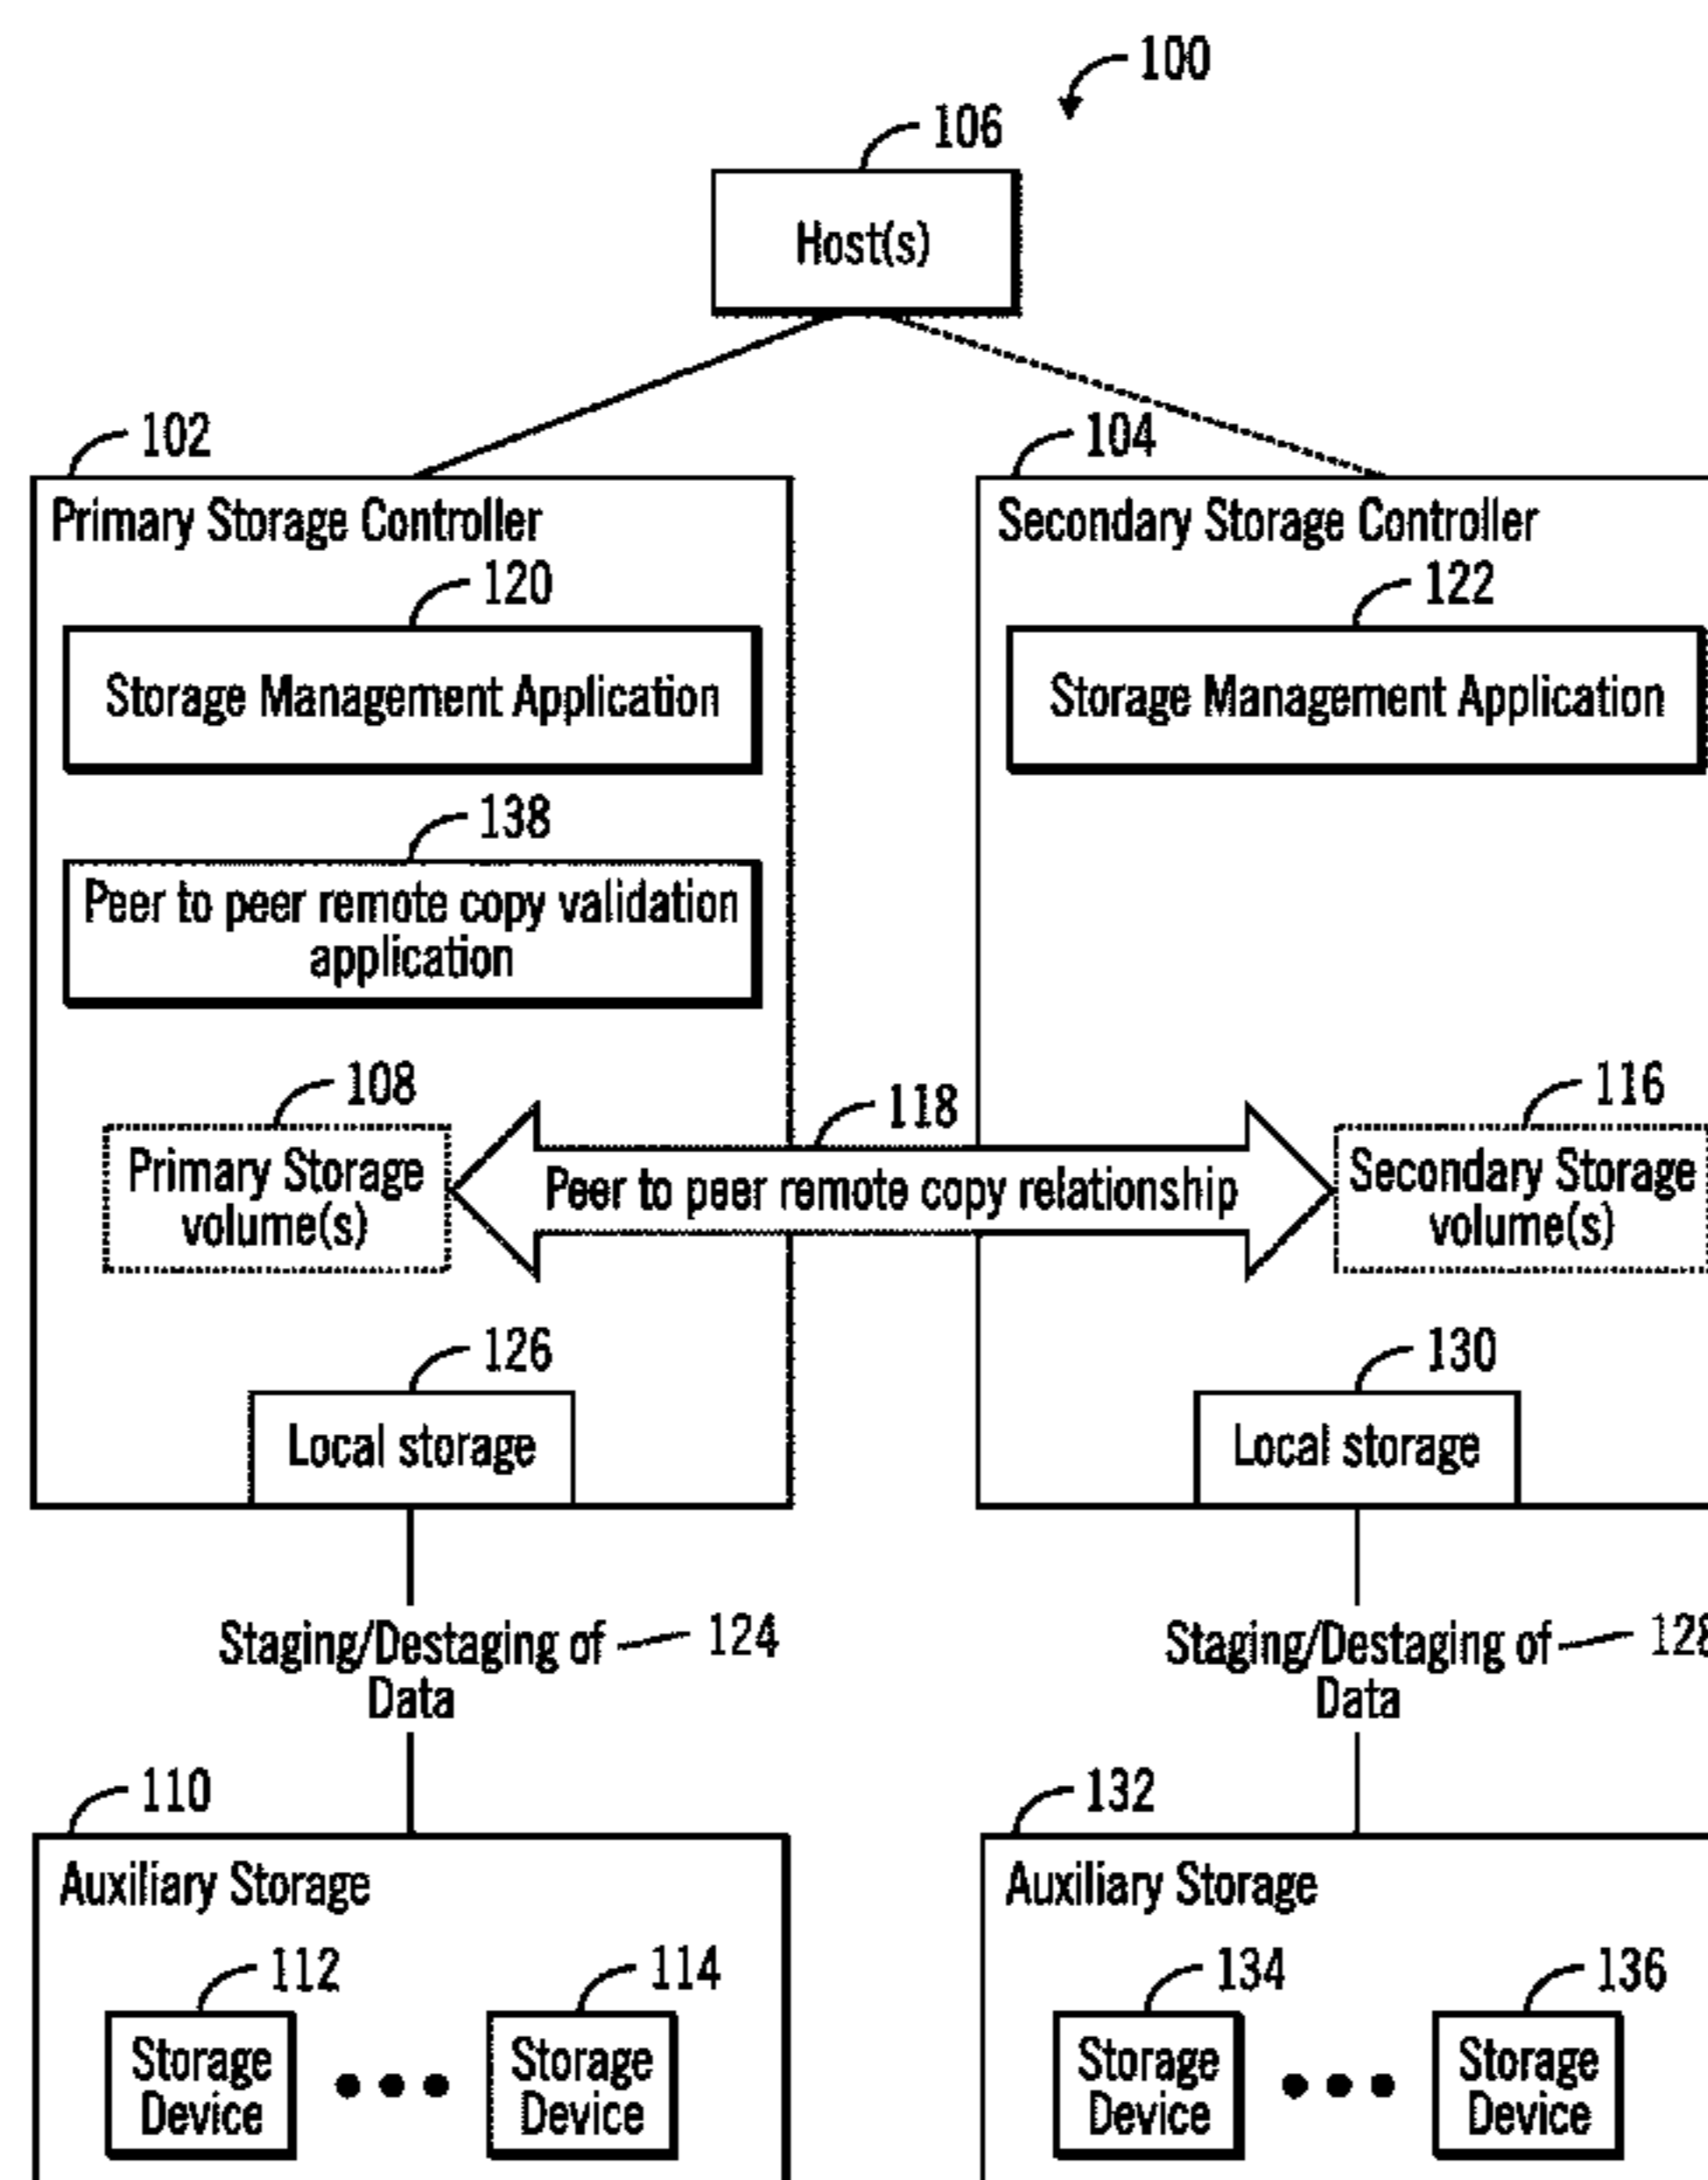 100
106
Host(s)
102
Primary Storage Controller
120
Storage Management Application
138
Peer to peer remote copy validation
application
108
Primary Storage
volume(s)
118
Peer to peer remote copy relationship
126
Local storage
Staging/Destaging of 124
Data
110
Auxiliary Storage
112
Storage
Device
114
Storage
Device
104
Secondary Storage Controller
122
Storage Management Application
116
Secondary Storage
volume(s)
130
Local storage
Staging/Destaging of 128
Data
132
Auxiliary Storage
134
Storage
Device
136
Storage
Device